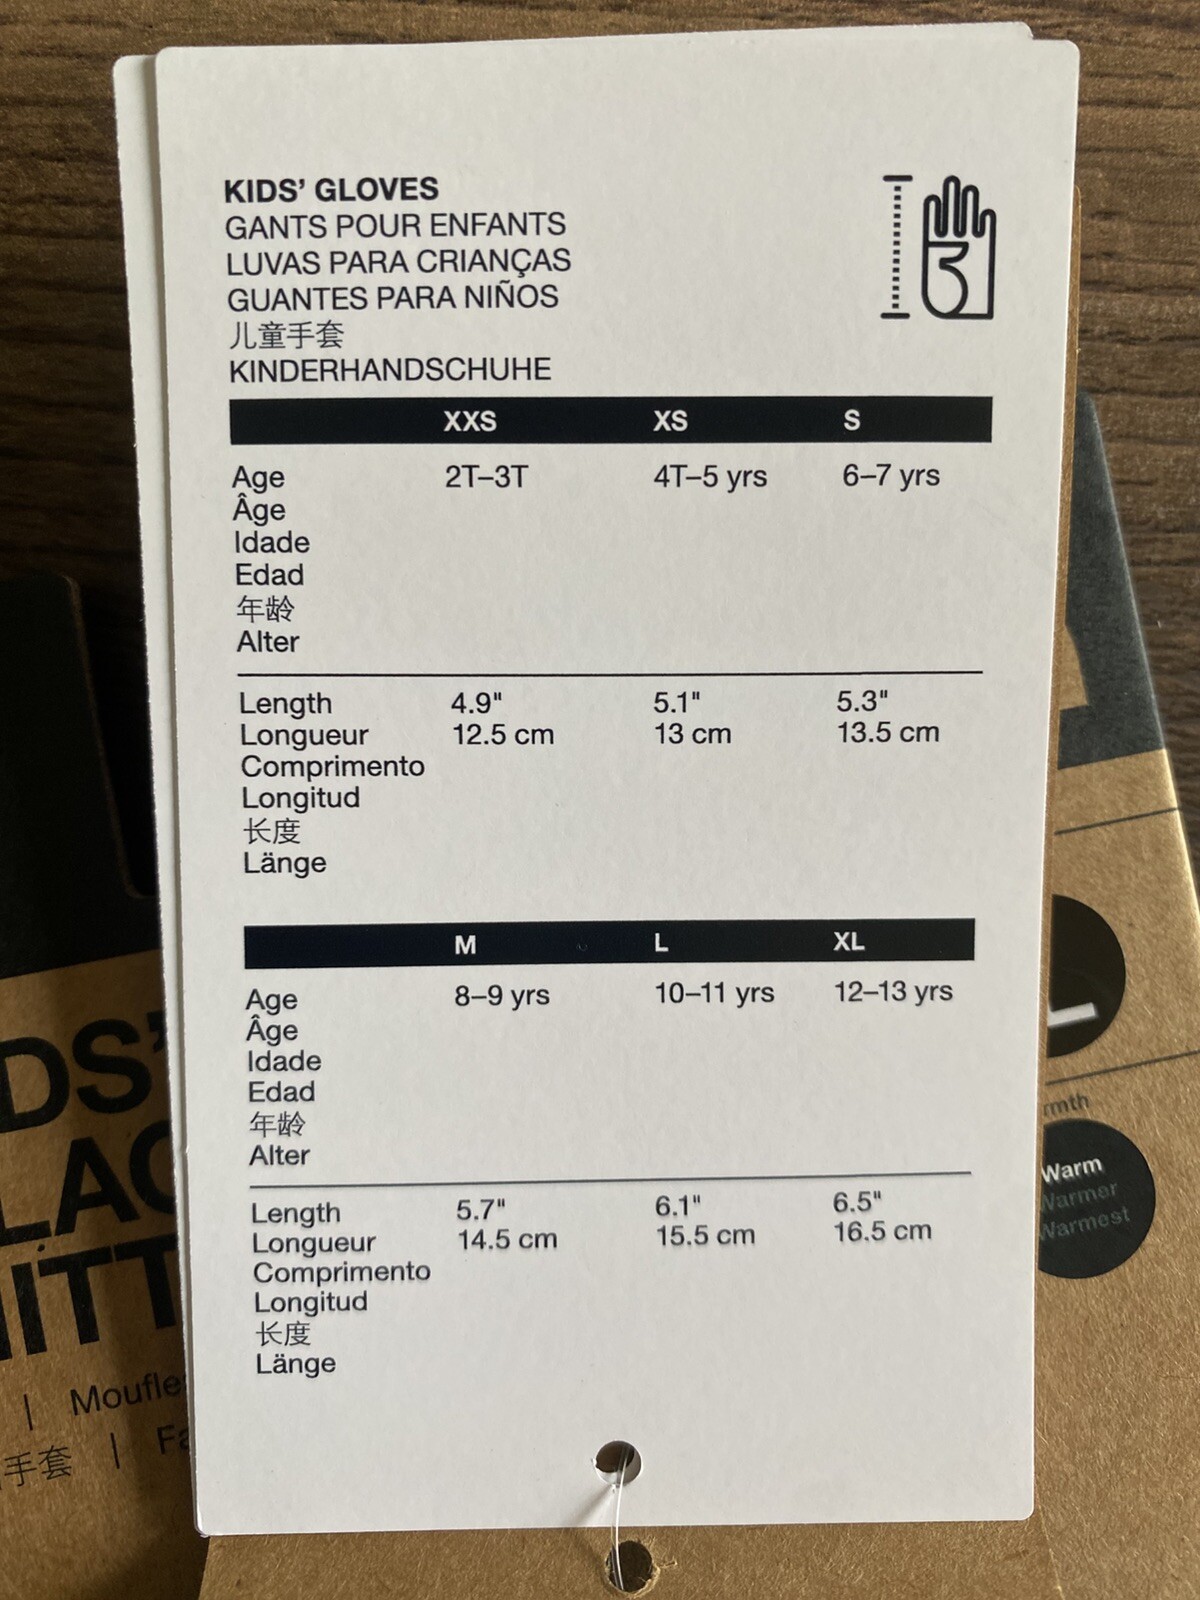 KIDS’ GLOVES
GANTS POUR ENFANTS
LUVAS PARA CRIANÇAS
GUANTES PARA NIÑOS
儿童手套
KINDERHANDSCHUHE
XXS XS S
Age 2T–3T 4T–5 yrs 6–7 yrs
Âge
Idade
Edad
年龄
Alter
Length 4.9" 5.1" 5.3"
Longueur 12.5 cm 13 cm 13.5 cm
Comprimento
Longitud
长度
Länge
M L XL
Age 8–9 yrs 10–11 yrs 12–13 yrs
Âge
Idade
Edad
年龄
Alter
Length 5.7" 6.1" 6.5"
Longueur 14.5 cm 15.5 cm 16.5 cm
Comprimento
Longitud
长度
Länge
Warm
Warmer
Warmest
手套 |